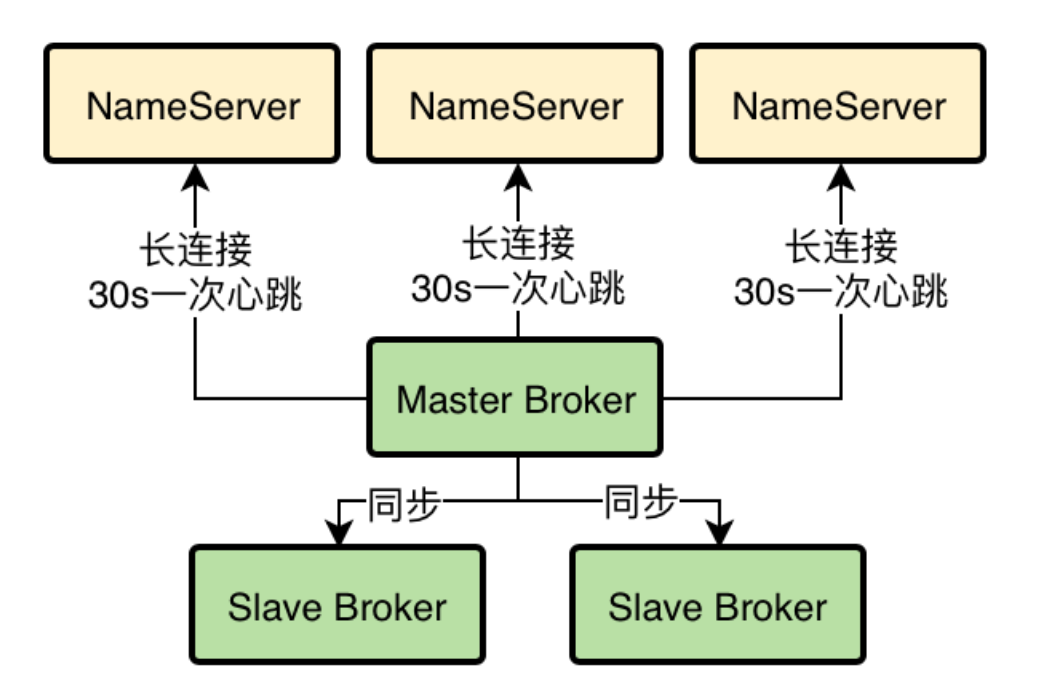 NameServer
NameServer
NameServer
长连接
30s一次心跳
长连接
30s一次心跳
长连接
30s一次心跳
Master Broker
同步
同步
Slave Broker
Slave Broker